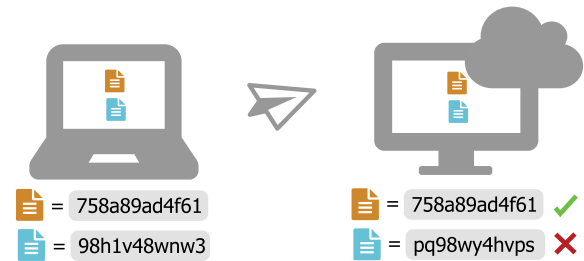 = 758a89ad4f61
= 98h1v48wnw3
= 758a89ad4f61
= pq98wy4hvps